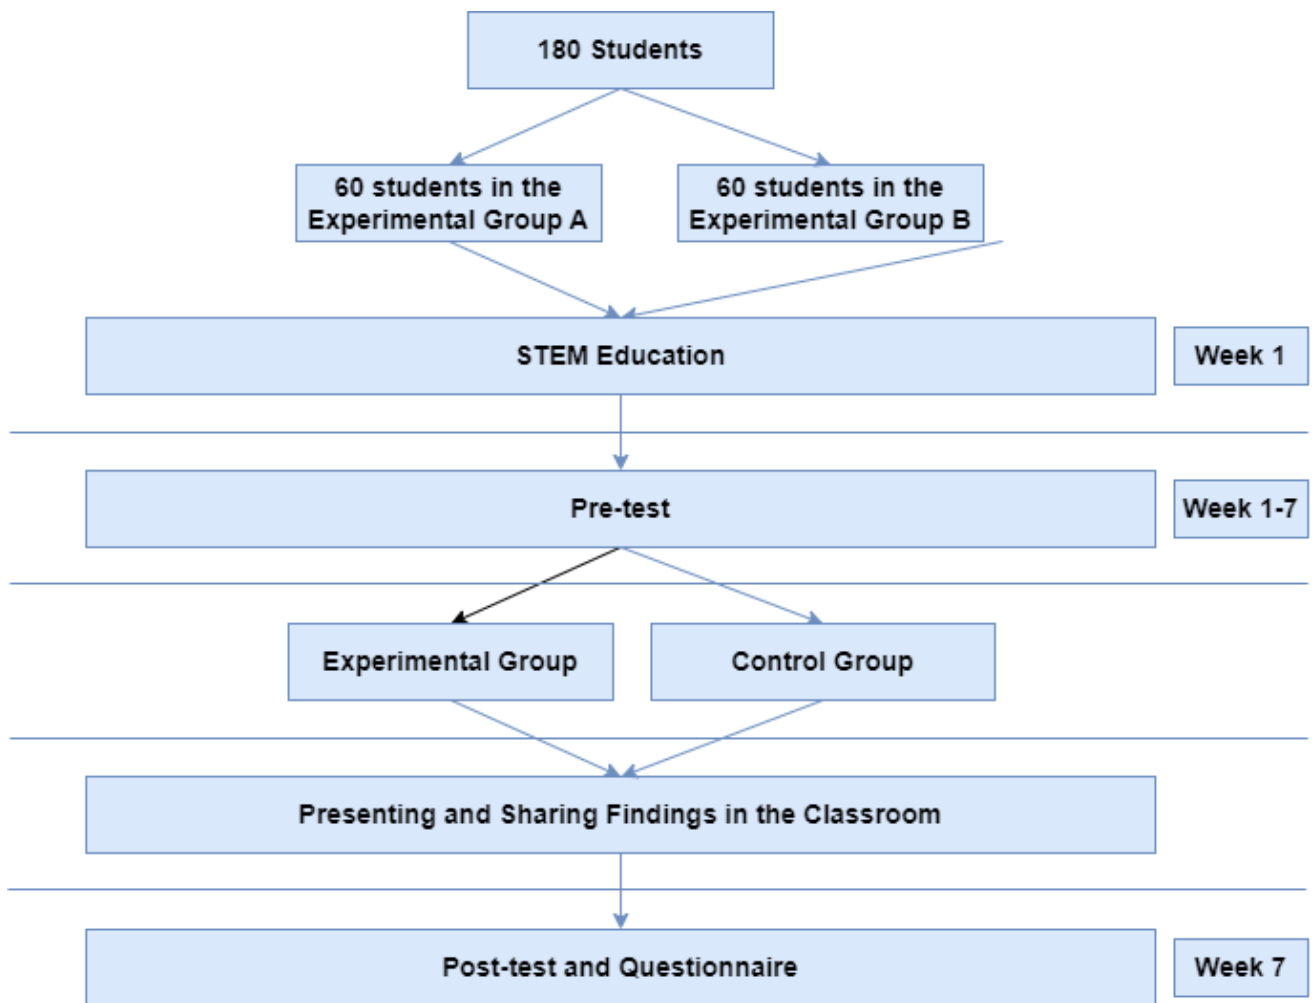 180 Students
60 students in the
Experimental Group A
60 students in the
Experimental Group B
STEM Education
Week 1
Pre-test
Week 1-7
Experimental Group
Control Group
Presenting and Sharing Findings in the Classroom
Post-test and Questionnaire
Week 7